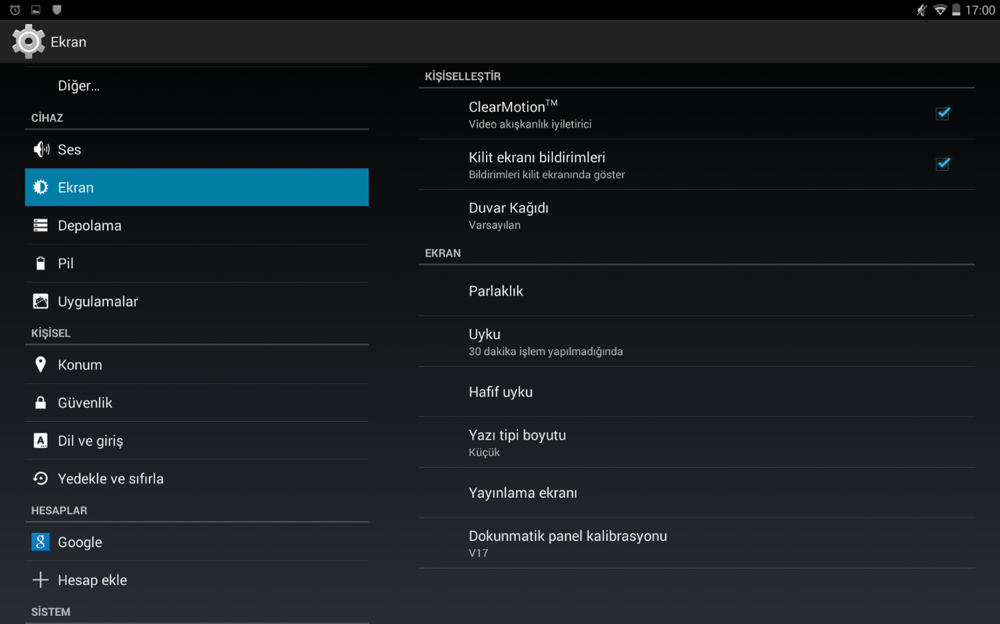 17:00
Ekran
Diğer...
CİHAZ
Ses
Ekran
Depolama
Pil
Uygulamalar
KİŞİSEL
Konum
Güvenlik
Dil ve giriş
Yedekle ve sıfırla
HESAPLAR
Google
Hesap ekle
SİSTEM
KİŞİSELLEŞTİR
ClearMotion™
Video akışkanlık iyiletirici
Kilit ekranı bildirimleri
Bildirimleri kilit ekranında göster
Duvar Kağıdı
Varsayılan
EKRAN
Parlaklık
Uyku
30 dakika işlem yapılmadığında
Hafif uyku
Yazı tipi boyutu
Küçük
Yayınlama ekranı
Dokunmatik panel kalibrasyonu
V17